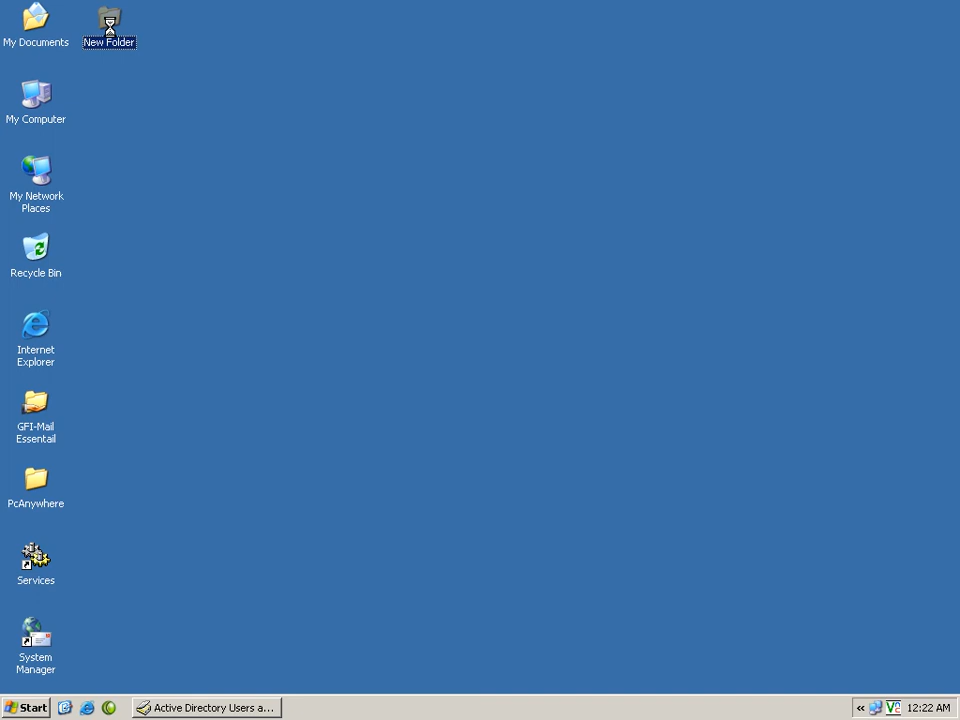 My Documents
New Folder
My Computer
My Network
Places
Recycle Bin
Internet
Explorer
GFI-Mail
Essentail
PcAnywhere
Services
System
Manager
Start
Active Directory Users a...
«
12:22 AM